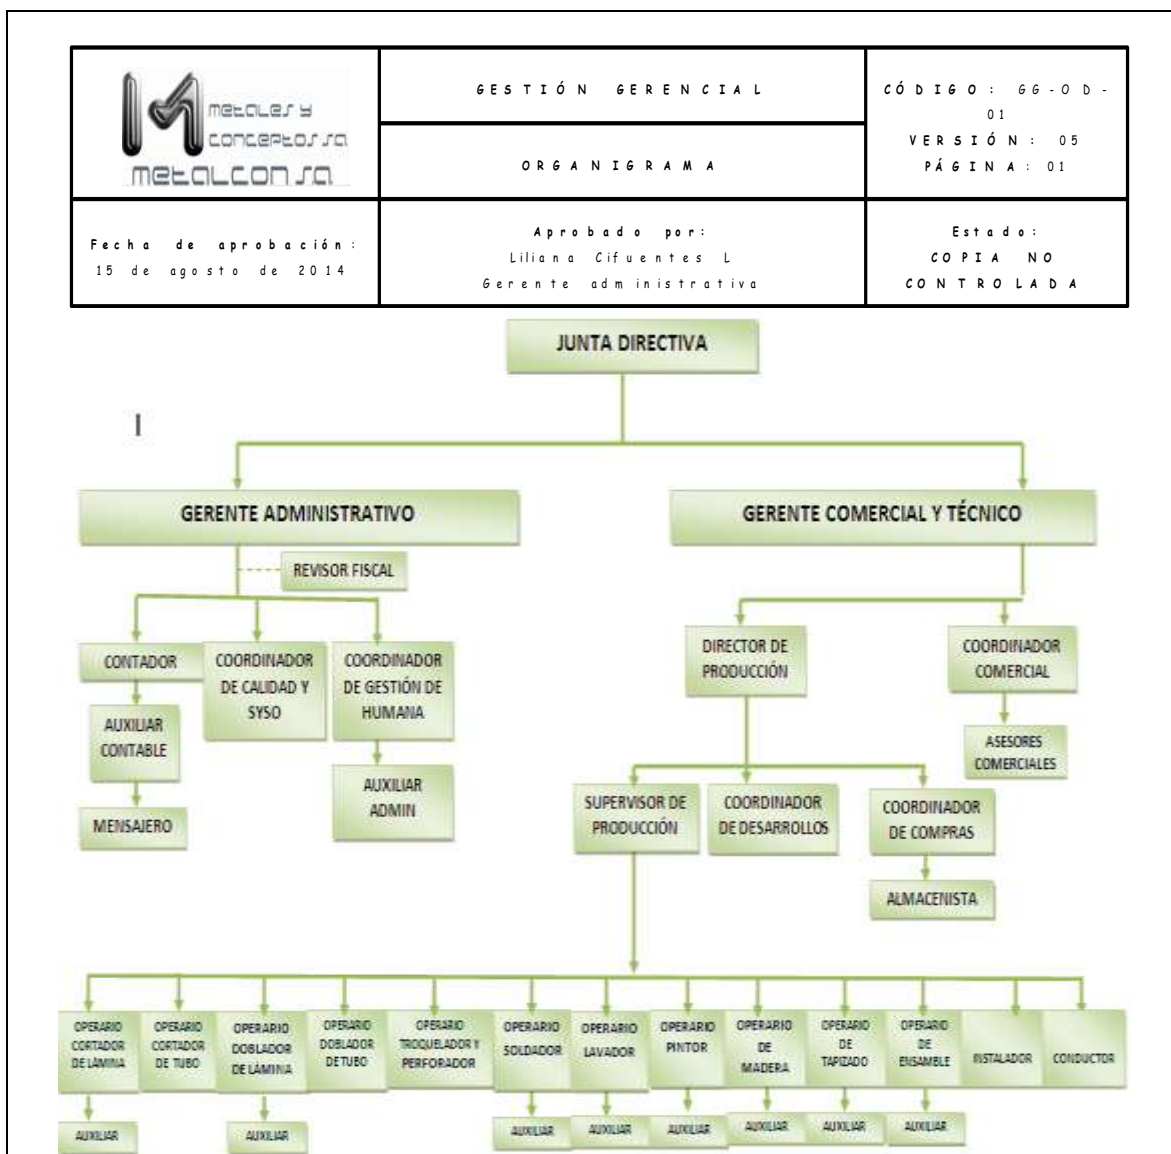 metales y
conceptos sa
metalcon s.a.
GESTIÓN GERENCIAL
ORGANIGRAMA
CÓDIGO: GG-OD-
01
VERSIÓN: 05
PÁGINA: 01
Fecha de aprobación:
15 de agosto de 2014
Aprobado por:
Liliana Cifuentes L
Gerente administrativa
Estado:
COPIA NO
CONTROLADA
JUNTA DIRECTIVA
GERENTE ADMINISTRATIVO
GERENTE COMERCIAL Y TÉCNICO
REVISOR FISCAL
CONTADOR
COORDINADOR
DE CALIDAD Y
SYSO
COORDINADOR
DE GESTIÓN DE
HUMANA
DIRECTOR DE
PRODUCCIÓN
COORDINADOR
COMERCIAL
AUXILIAR
CONTABLE
ASESORES
COMERCIALES
MENSAJERO
AUXILIAR
ADMIN
SUPERVISOR DE
PRODUCCIÓN
COORDINADOR
DE DESARROLLOS
COORDINADOR
DE COMPRAS
ALMACENISTA
OPERARIO
CORTADOR
DE LÁMINA
OPERARIO
CORTADOR
DE TUBO
OPERARIO
DOBLADOR
DE LÁMINA
OPERARIO
DOBLADOR
DE TUBO
OPERARIO
TROQUELADOR Y
PERFORADOR
OPERARIO
SOLDADOR
OPERARIO
LAVADOR
OPERARIO
PINTOR
OPERARIO
DE
MADERA
OPERARIO
DE
TAPIZADO
OPERARIO
DE
ENSAMBLE
INSTALADOR
CONDUCTOR
AUXILIAR
AUXILIAR
AUXILIAR
AUXILIAR
AUXILIAR
AUXILIAR
AUXILIAR
AUXILIAR